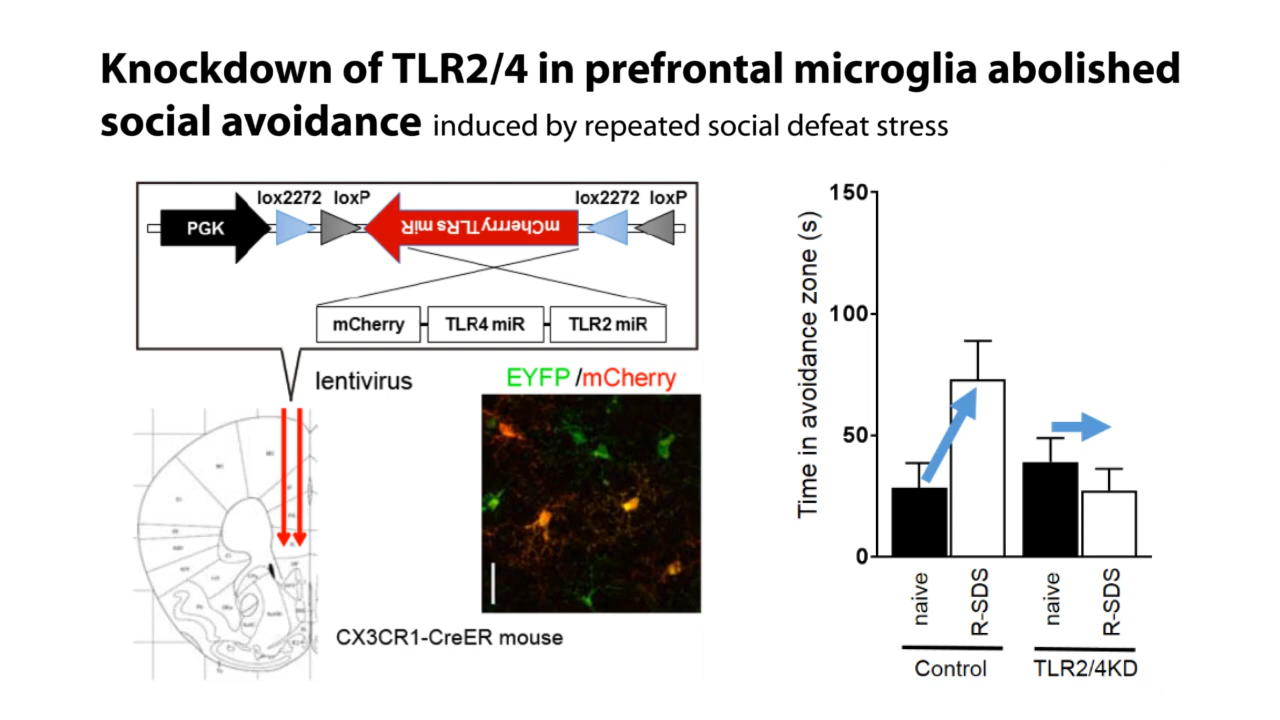 Knockdown of TLR2/4 in prefrontal microglia abolished
social avoidance induced by repeated social defeat stress
lox2272 loxP lox2272 loxP
PGK
mCherryTLRs miR
mCherry TLR4 miR TLR2 miR
lentivirus
EYFP /mCherry
CX3CR1-CreER mouse
Time in avoidance zone (s)
150
100
50
0
naive R-SDS naive R-SDS
Control TLR2/4KD